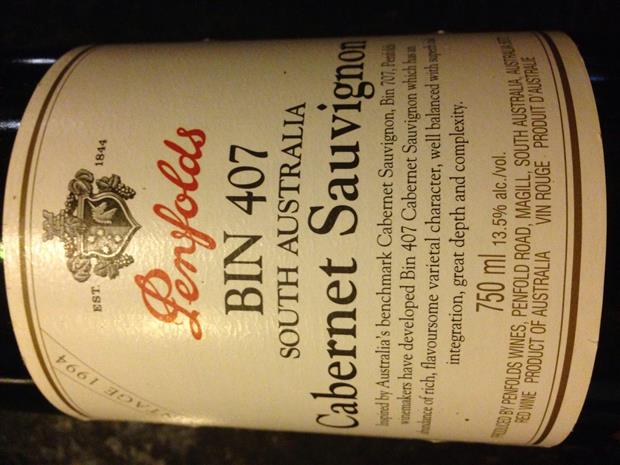 VINTAGE 1994
EST. 1844
Penfolds
BIN 407
SOUTH AUSTRALIA
Cabernet Sauvignon
Inspired by Australia's benchmark Cabernet Sauvignon, Bin 707, Penfolds
winemakers have developed Bin 407 Cabernet Sauvignon which has an
abundance of rich, flavoursome varietal character, well balanced with superb oak
integration, great depth and complexity.
750 ml 13.5% alc./vol.
PRODUCED BY PENFOLDS WINES, PENFOLD ROAD, MAGILL, SOUTH AUSTRALIA, AUSTRALIA
RED WINE PRODUCT OF AUSTRALIA VIN ROUGE PRODUIT D'AUSTRALIE